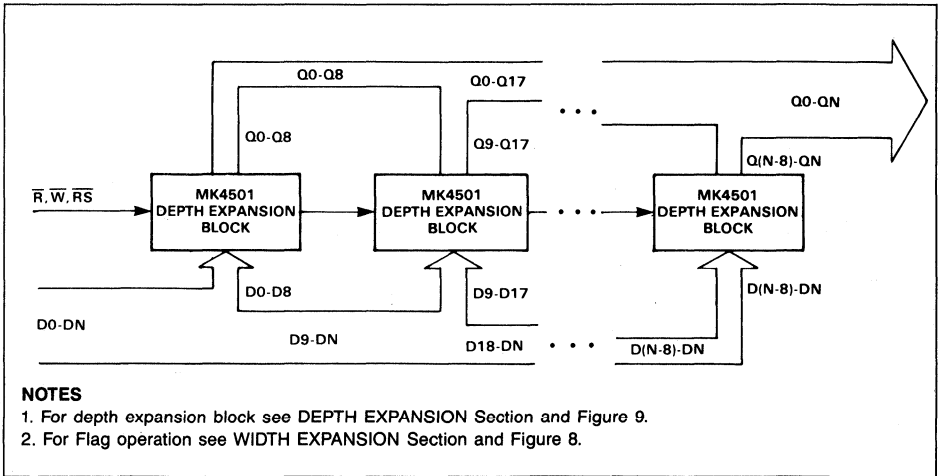 Q0-Q8
Q0-Q17
Q0-QN
Q0-Q8
Q9-Q17
Q(N-8)-QN
R, W, RS
MK4501
DEPTH EXPANSION
BLOCK
MK4501
DEPTH EXPANSION
BLOCK
• • •
• • •
MK4501
DEPTH EXPANSION
BLOCK
D0-D8
D9-D17
D(N-8)-DN
D0-DN
D9-DN
D18-DN
• • •
D(N-8)-DN
NOTES
1. For depth expansion block see DEPTH EXPANSION Section and Figure 9.
2. For Flag operation see WIDTH EXPANSION Section and Figure 8.